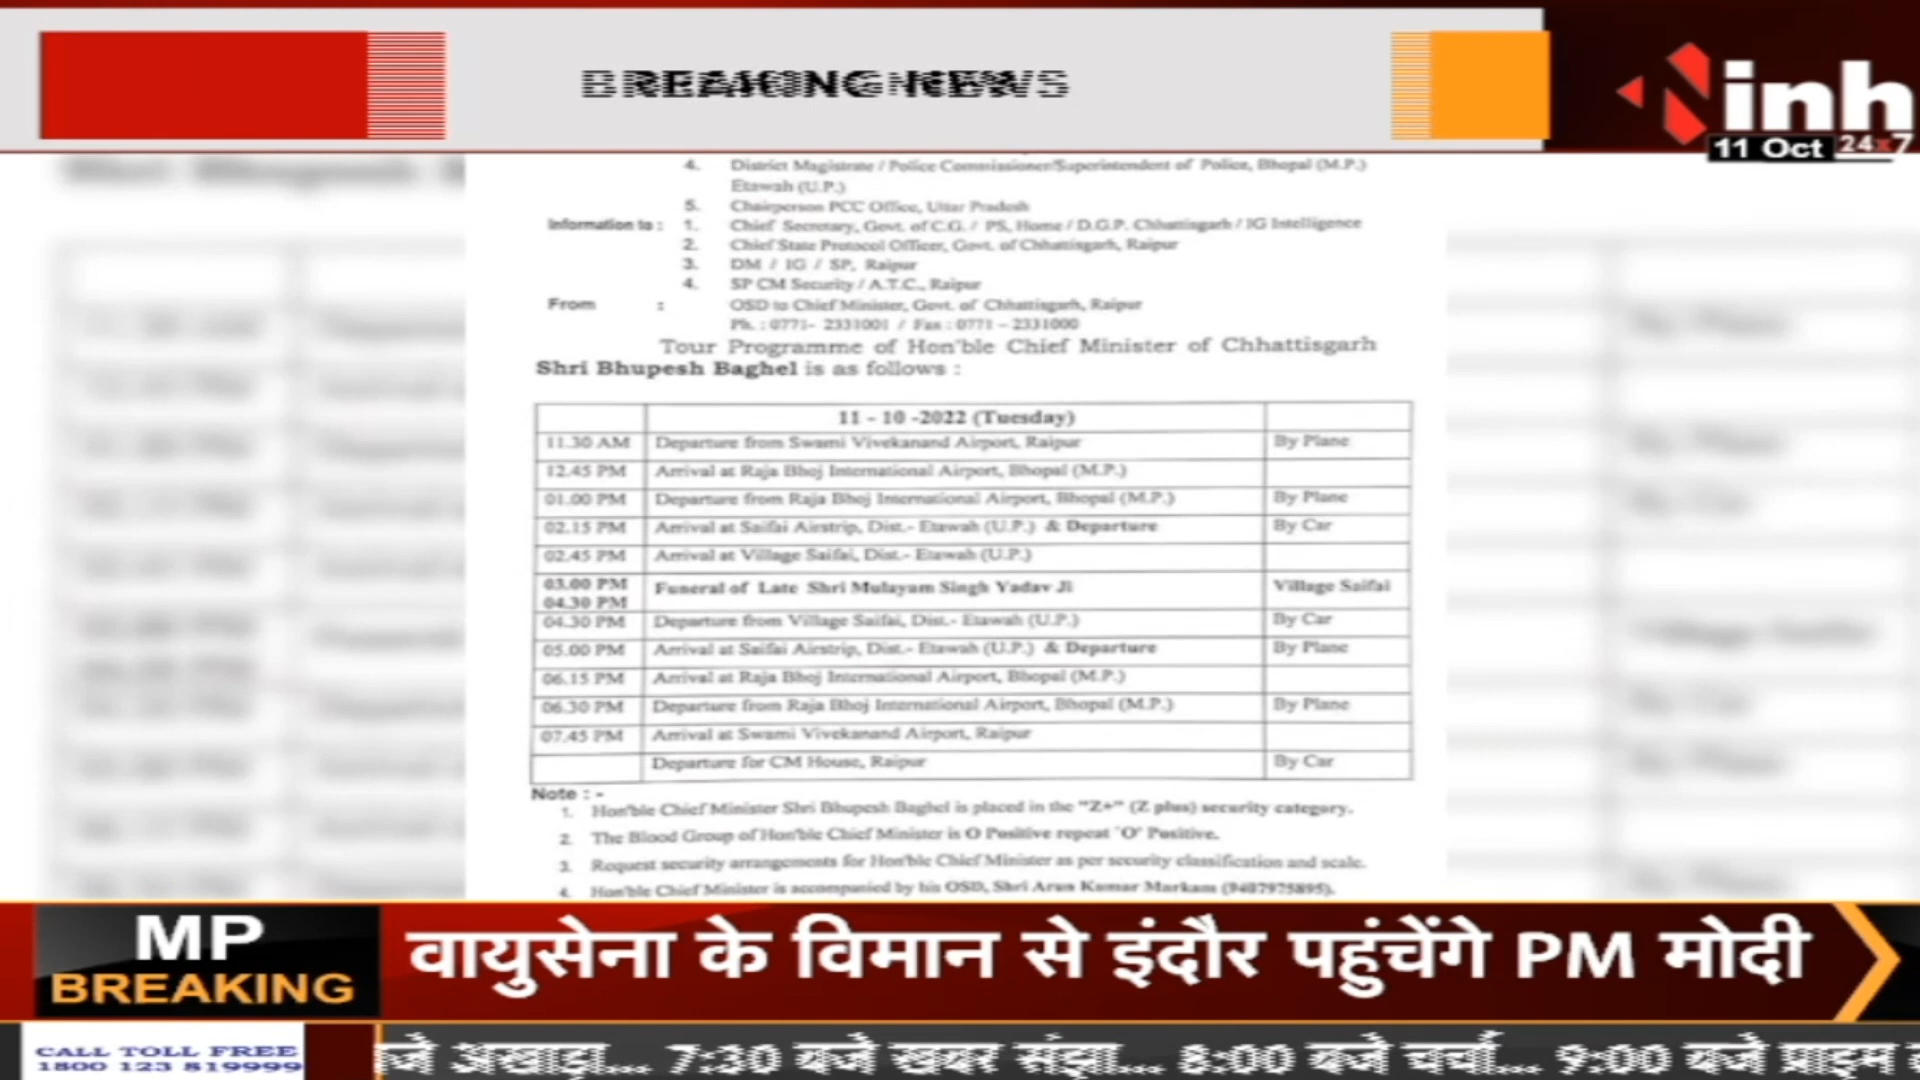 BREAKING NEWS
inh
24x7
11 Oct
4. District Magistrate / Police Commissioner/Superintendent of Police, Bhopal (M.P.)
Etawah (U.P.)
5. Chairperson PCC Office, Uttar Pradesh
Information to : 1. Chief Secretary, Govt. of C.G. / PS, Home / D.G.P. Chhattisgarh / IG Intelligence
2. Chief State Protocol Officer, Govt. of Chhattisgarh, Raipur
3. DM / IG / SP, Raipur
4. SP CM Security / A.T.C., Raipur
From : OSD to Chief Minister, Govt. of Chhattisgarh, Raipur
Ph. : 0771- 2331001 / Fax : 0771 - 2331000
Tour Programme of Hon'ble Chief Minister of Chhattisgarh
Shri Bhupesh Baghel is as follows :
11 - 10 -2022 (Tuesday)
11.30 AM Departure from Swami Vivekanand Airport, Raipur By Plane
12.45 PM Arrival at Raja Bhoj International Airport, Bhopal (M.P.)
01.00 PM Departure from Raja Bhoj International Airport, Bhopal (M.P.) By Plane
02.15 PM Arrival at Saifai Airstrip, Dist.- Etawah (U.P.) & Departure By Car
02.45 PM Arrival at Village Saifai, Dist.- Etawah (U.P.)
03.00 PM
04.30 PM Funeral of Late Shri Mulayam Singh Yadav Ji Village Saifai
04.30 PM Departure from Village Saifai, Dist.- Etawah (U.P.) By Car
05.00 PM Arrival at Saifai Airstrip, Dist.- Etawah (U.P.) & Departure By Plane
06.15 PM Arrival at Raja Bhoj International Airport, Bhopal (M.P.)
06.30 PM Departure from Raja Bhoj International Airport, Bhopal (M.P.) By Plane
07.45 PM Arrival at Swami Vivekanand Airport, Raipur
Departure for CM House, Raipur By Car
Note : -
1. Hon'ble Chief Minister Shri Bhupesh Baghel is placed in the "Z+" (Z plus) security category.
2. The Blood Group of Hon'ble Chief Minister is O Positive repeat 'O' Positive.
3. Request security arrangements for Hon'ble Chief Minister as per security classification and scale.
4. Hon'ble Chief Minister is accompanied by his OSD, Shri Arun Kumar Markam (9407975895).
MP
BREAKING
वायुसेना के विमान से इंदौर पहुंचेंगे PM मोदी
CALL TOLL FREE
1800 123 819999
बजे अखाड़ा... 7:30 बजे खबर संझा... 8:00 बजे चर्चा... 9:00 बजे प्राइम